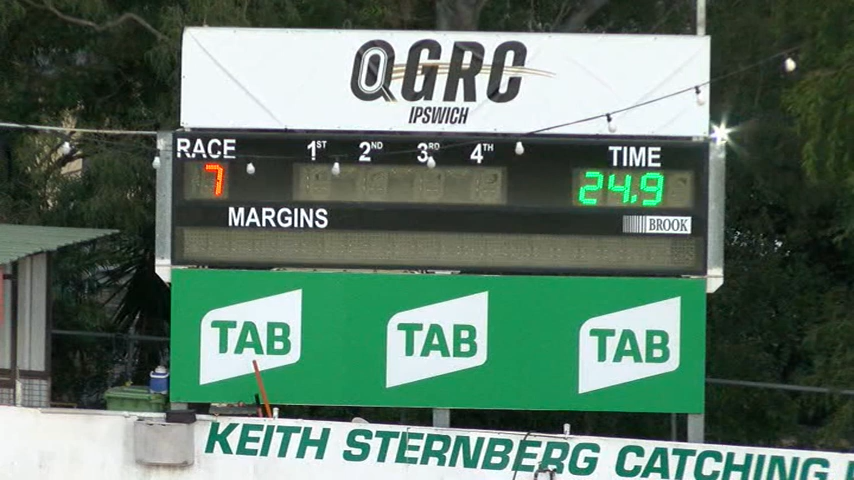 QGRC
IPSWICH
RACE 1ST 2ND 3RD 4TH TIME
7 24.9
MARGINS BROOK
TAB TAB TAB
KEITH STERNBERG CATCHING